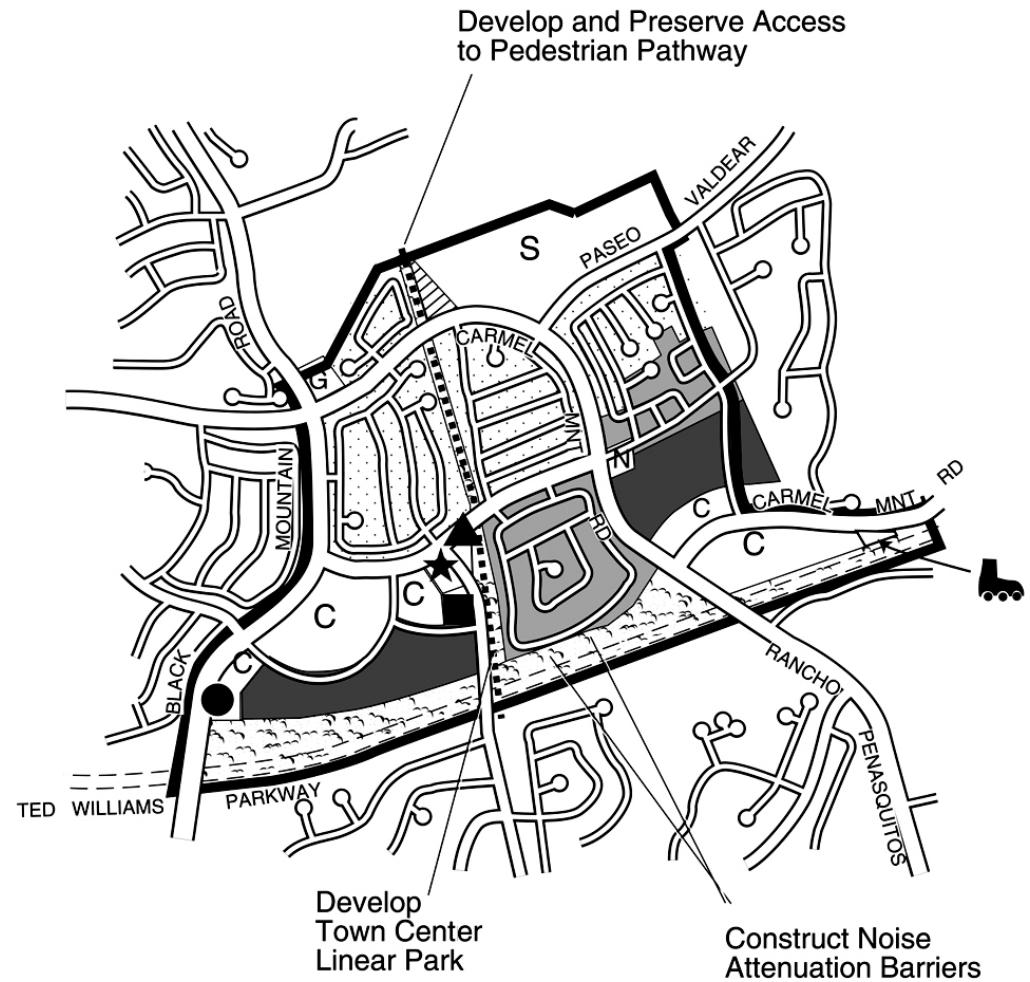 Develop and Preserve Access
to Pedestrian Pathway
VALDEAR
PASEO
S
ROAD
CARMEL
G
MNT
N
MOUNTAIN
RD
RD
CARMEL
MNT
C
C
C
C
C
BLACK
RANCHO
PENASQUITOS
PARKWAY
TED WILLIAMS
Develop
Town Center
Linear Park
Construct Noise
Attenuation Barriers